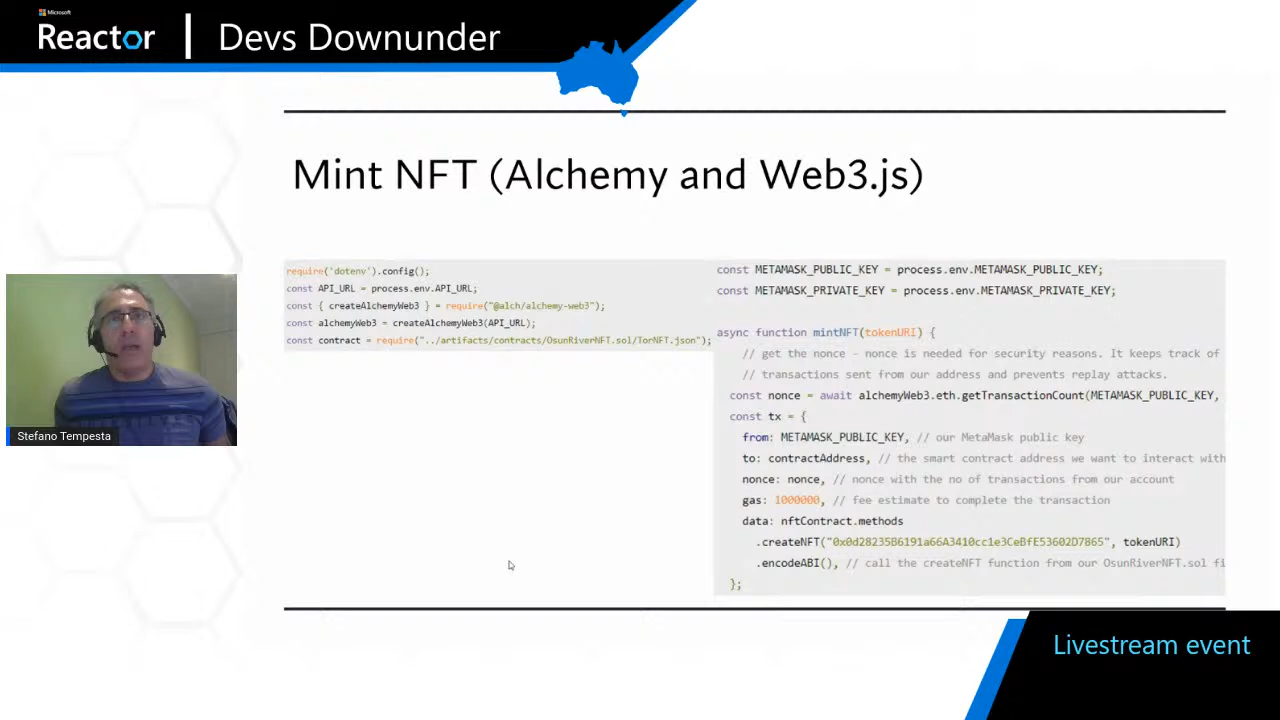 Microsoft
Reactor
Devs Downunder
Mint NFT (Alchemy and Web3.js)
require('dotenv').config();
const API_URL = process.env.API_URL;
const { createAlchemyWeb3 } = require("@alch/alchemy-web3");
const alchemyWeb3 = createAlchemyWeb3(API_URL);
const contract = require("../artifacts/contracts/OsunRiverNFT.sol/TorNFT.json");
const METAMASK_PUBLIC_KEY = process.env.METAMASK_PUBLIC_KEY;
const METAMASK_PRIVATE_KEY = process.env.METAMASK_PRIVATE_KEY;
async function mintNFT(tokenURI) {
// get the nonce - nonce is needed for security reasons. It keeps track of
// transactions sent from our address and prevents replay attacks.
const nonce = await alchemyWeb3.eth.getTransactionCount(METAMASK_PUBLIC_KEY,
const tx = {
from: METAMASK_PUBLIC_KEY, // our MetaMask public key
to: contractAddress, // the smart contract address we want to interact with
nonce: nonce, // nonce with the no of transactions from our account
gas: 1000000, // fee estimate to complete the transaction
data: nftContract.methods
.createNFT("0x0d28235B6191a66A3410cc1e3CeBfE53602D7865", tokenURI)
.encodeABI(), // call the createNFT function from our OsunRiverNFT.sol fi
};
Stefano Tempesta
Livestream event